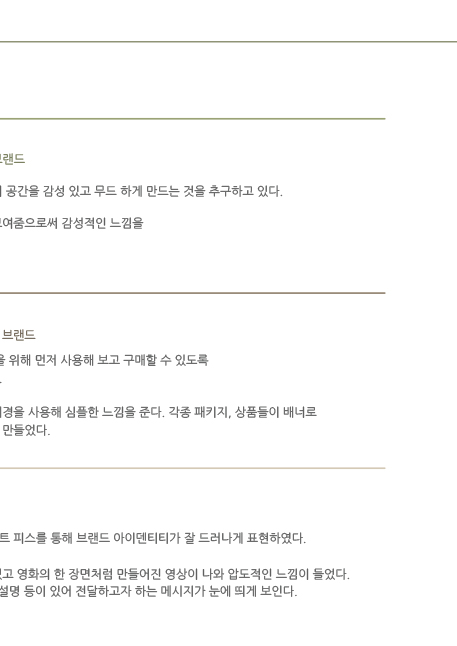 브랜드
공간을 감성 있고 무드 하게 만드는 것을 추구하고 있다.
보여줌으로써 감성적인 느낌을
브랜드
위해 먼저 사용해 보고 구매할 수 있도록
사용해 심플한 느낌을 준다. 각종 패키지, 상품들이 배너로
만들었다.
피스를 통해 브랜드 아이덴티티가 잘 드러나게 표현하였다.
영화의 한 장면처럼 만들어진 영상이 나와 압도적인 느낌이 들었다.
설명 등이 있어 전달하고자 하는 메시지가 눈에 띄게 보인다.